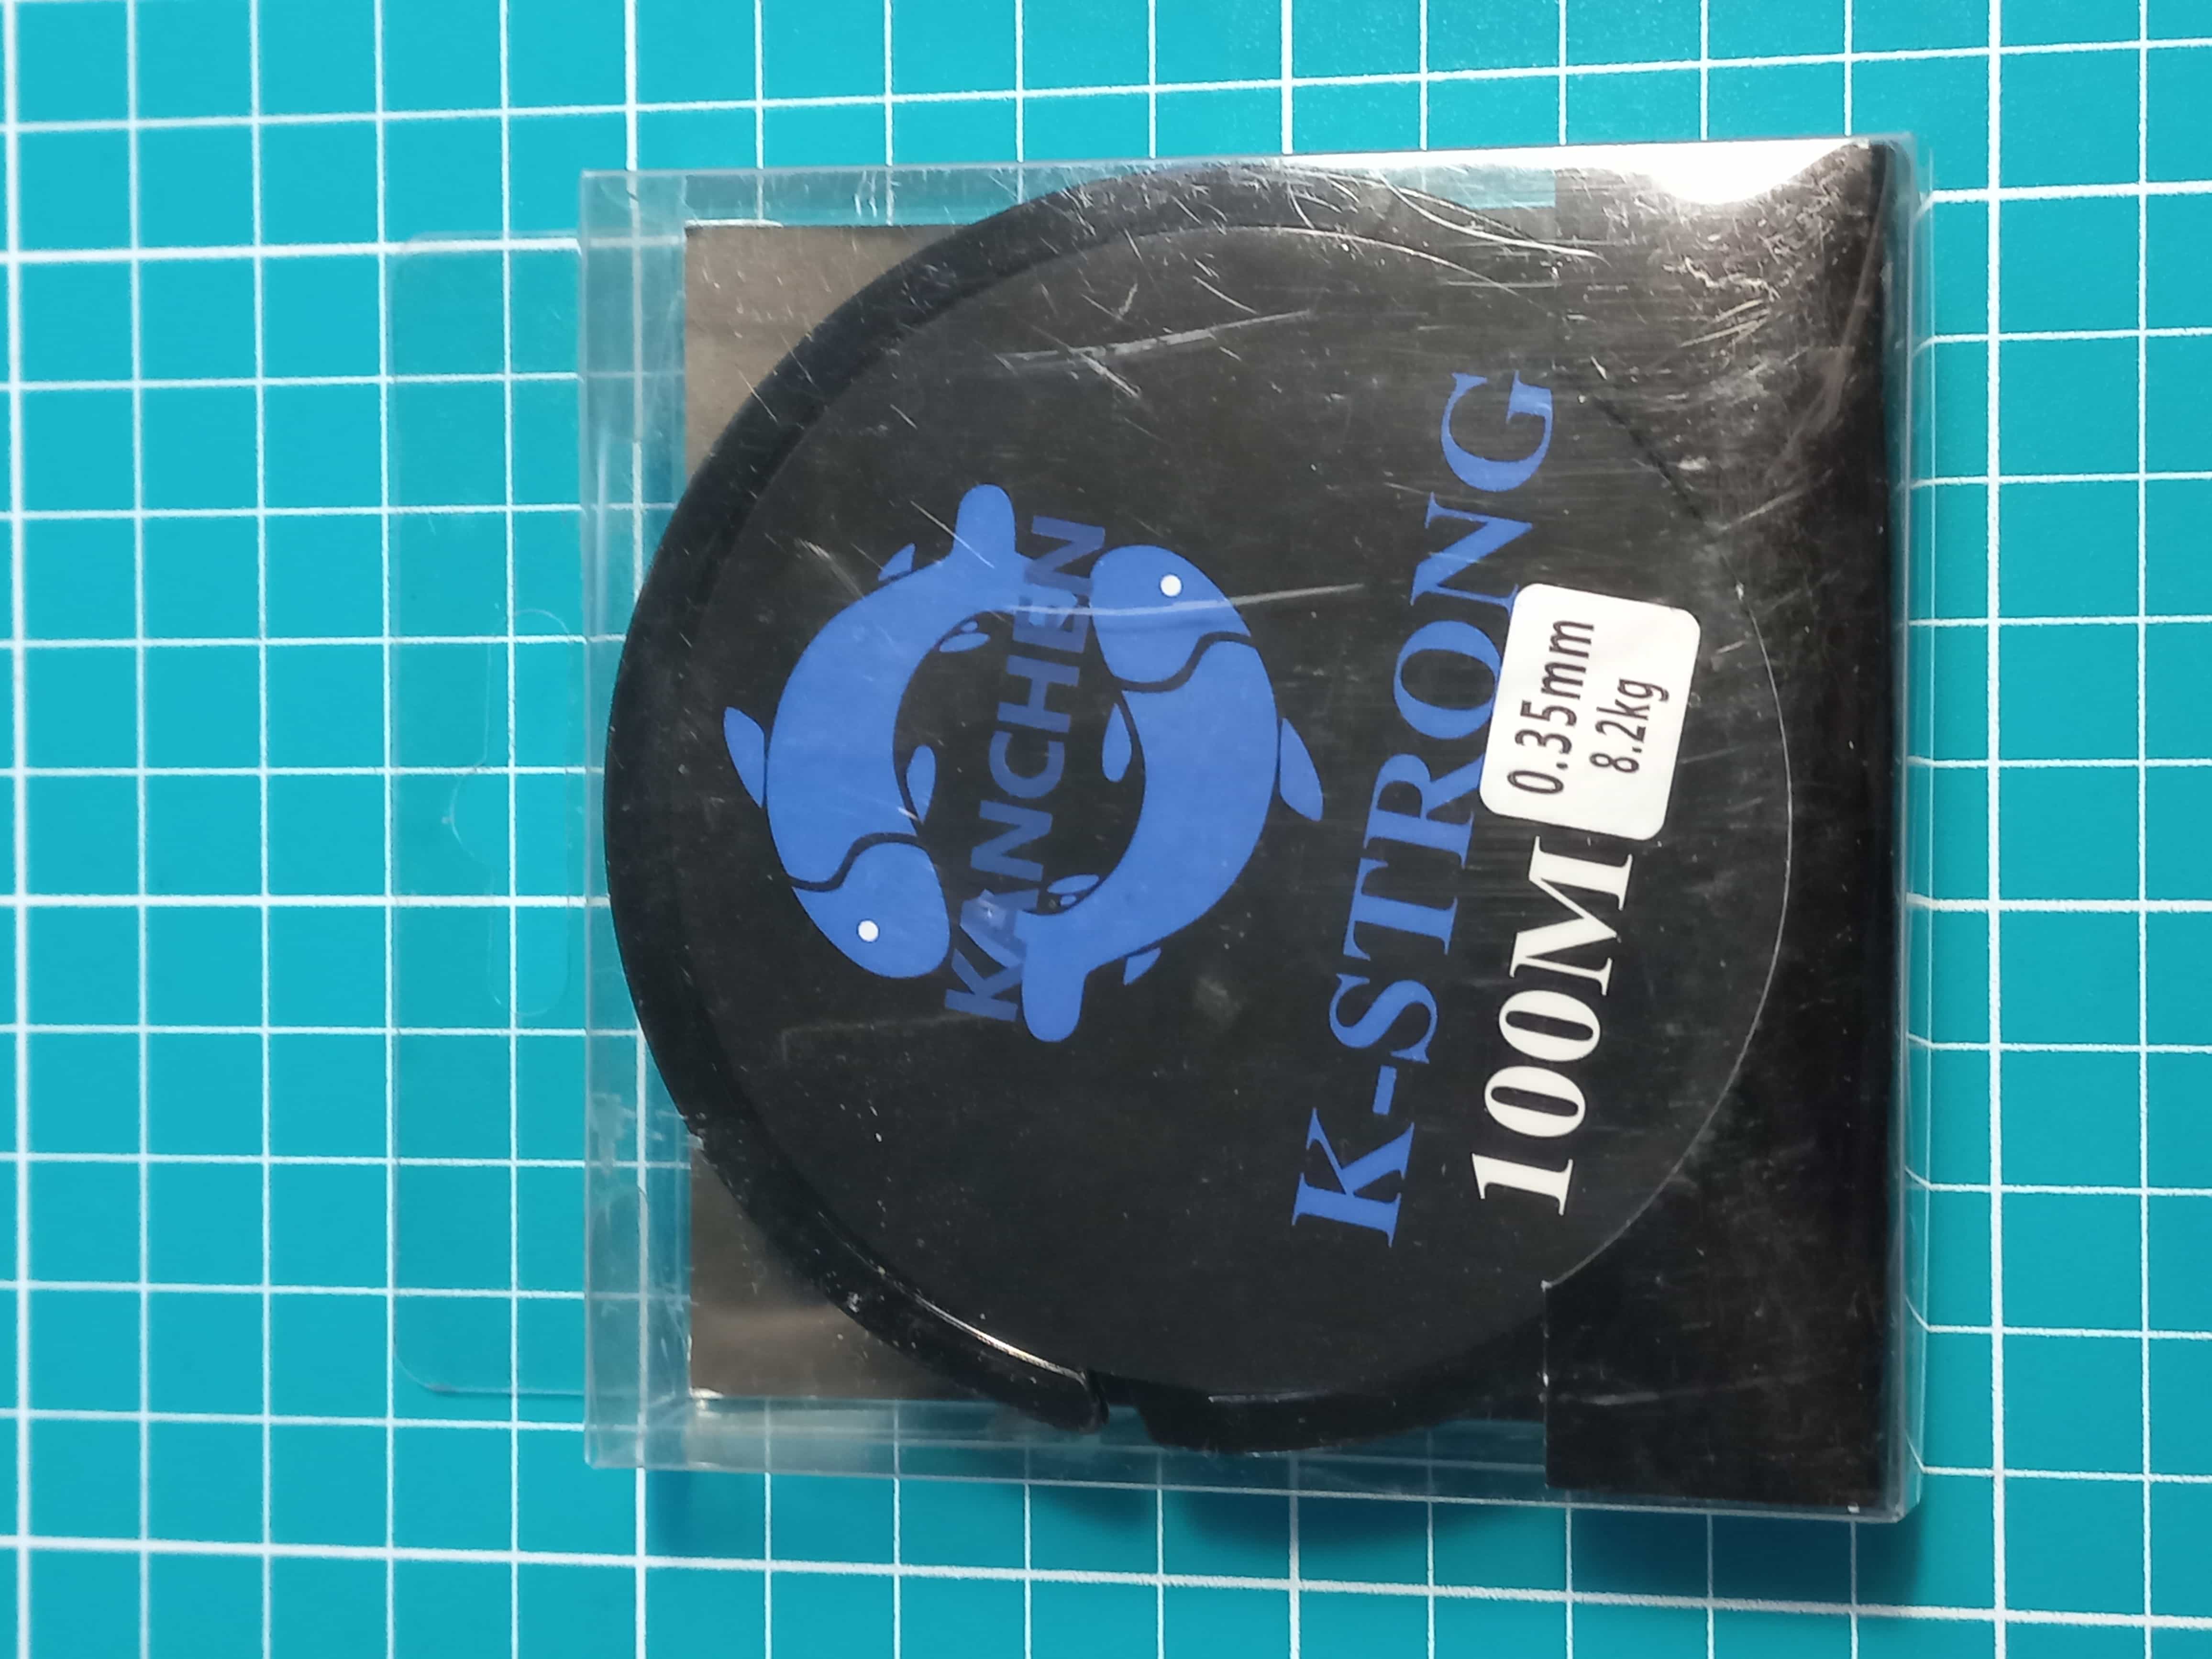 KANCHEN
K-STRONG
100M
0.35mm
8.2kg